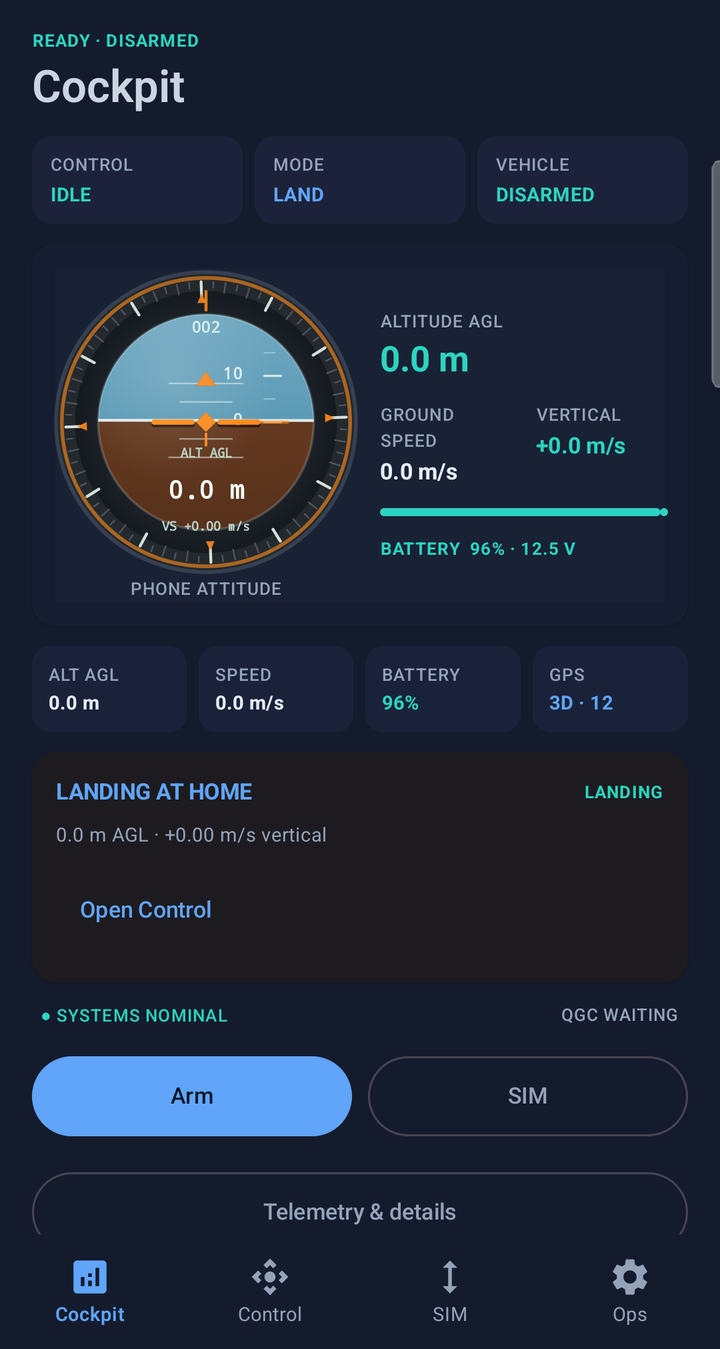 READY · DISARMED
Cockpit
CONTROL
IDLE
MODE
LAND
VEHICLE
DISARMED
002
10
0
ALT AGL
0.0 m
VS +0.00 m/s
PHONE ATTITUDE
ALTITUDE AGL
0.0 m
GROUND
SPEED
0.0 m/s
VERTICAL
+0.0 m/s
BATTERY 96% · 12.5 V
ALT AGL
0.0 m
SPEED
0.0 m/s
BATTERY
96%
GPS
3D · 12
LANDING AT HOME
LANDING
0.0 m AGL · +0.00 m/s vertical
Open Control
• SYSTEMS NOMINAL
QGC WAITING
Arm
SIM
Telemetry & details
Cockpit
Control
SIM
Ops